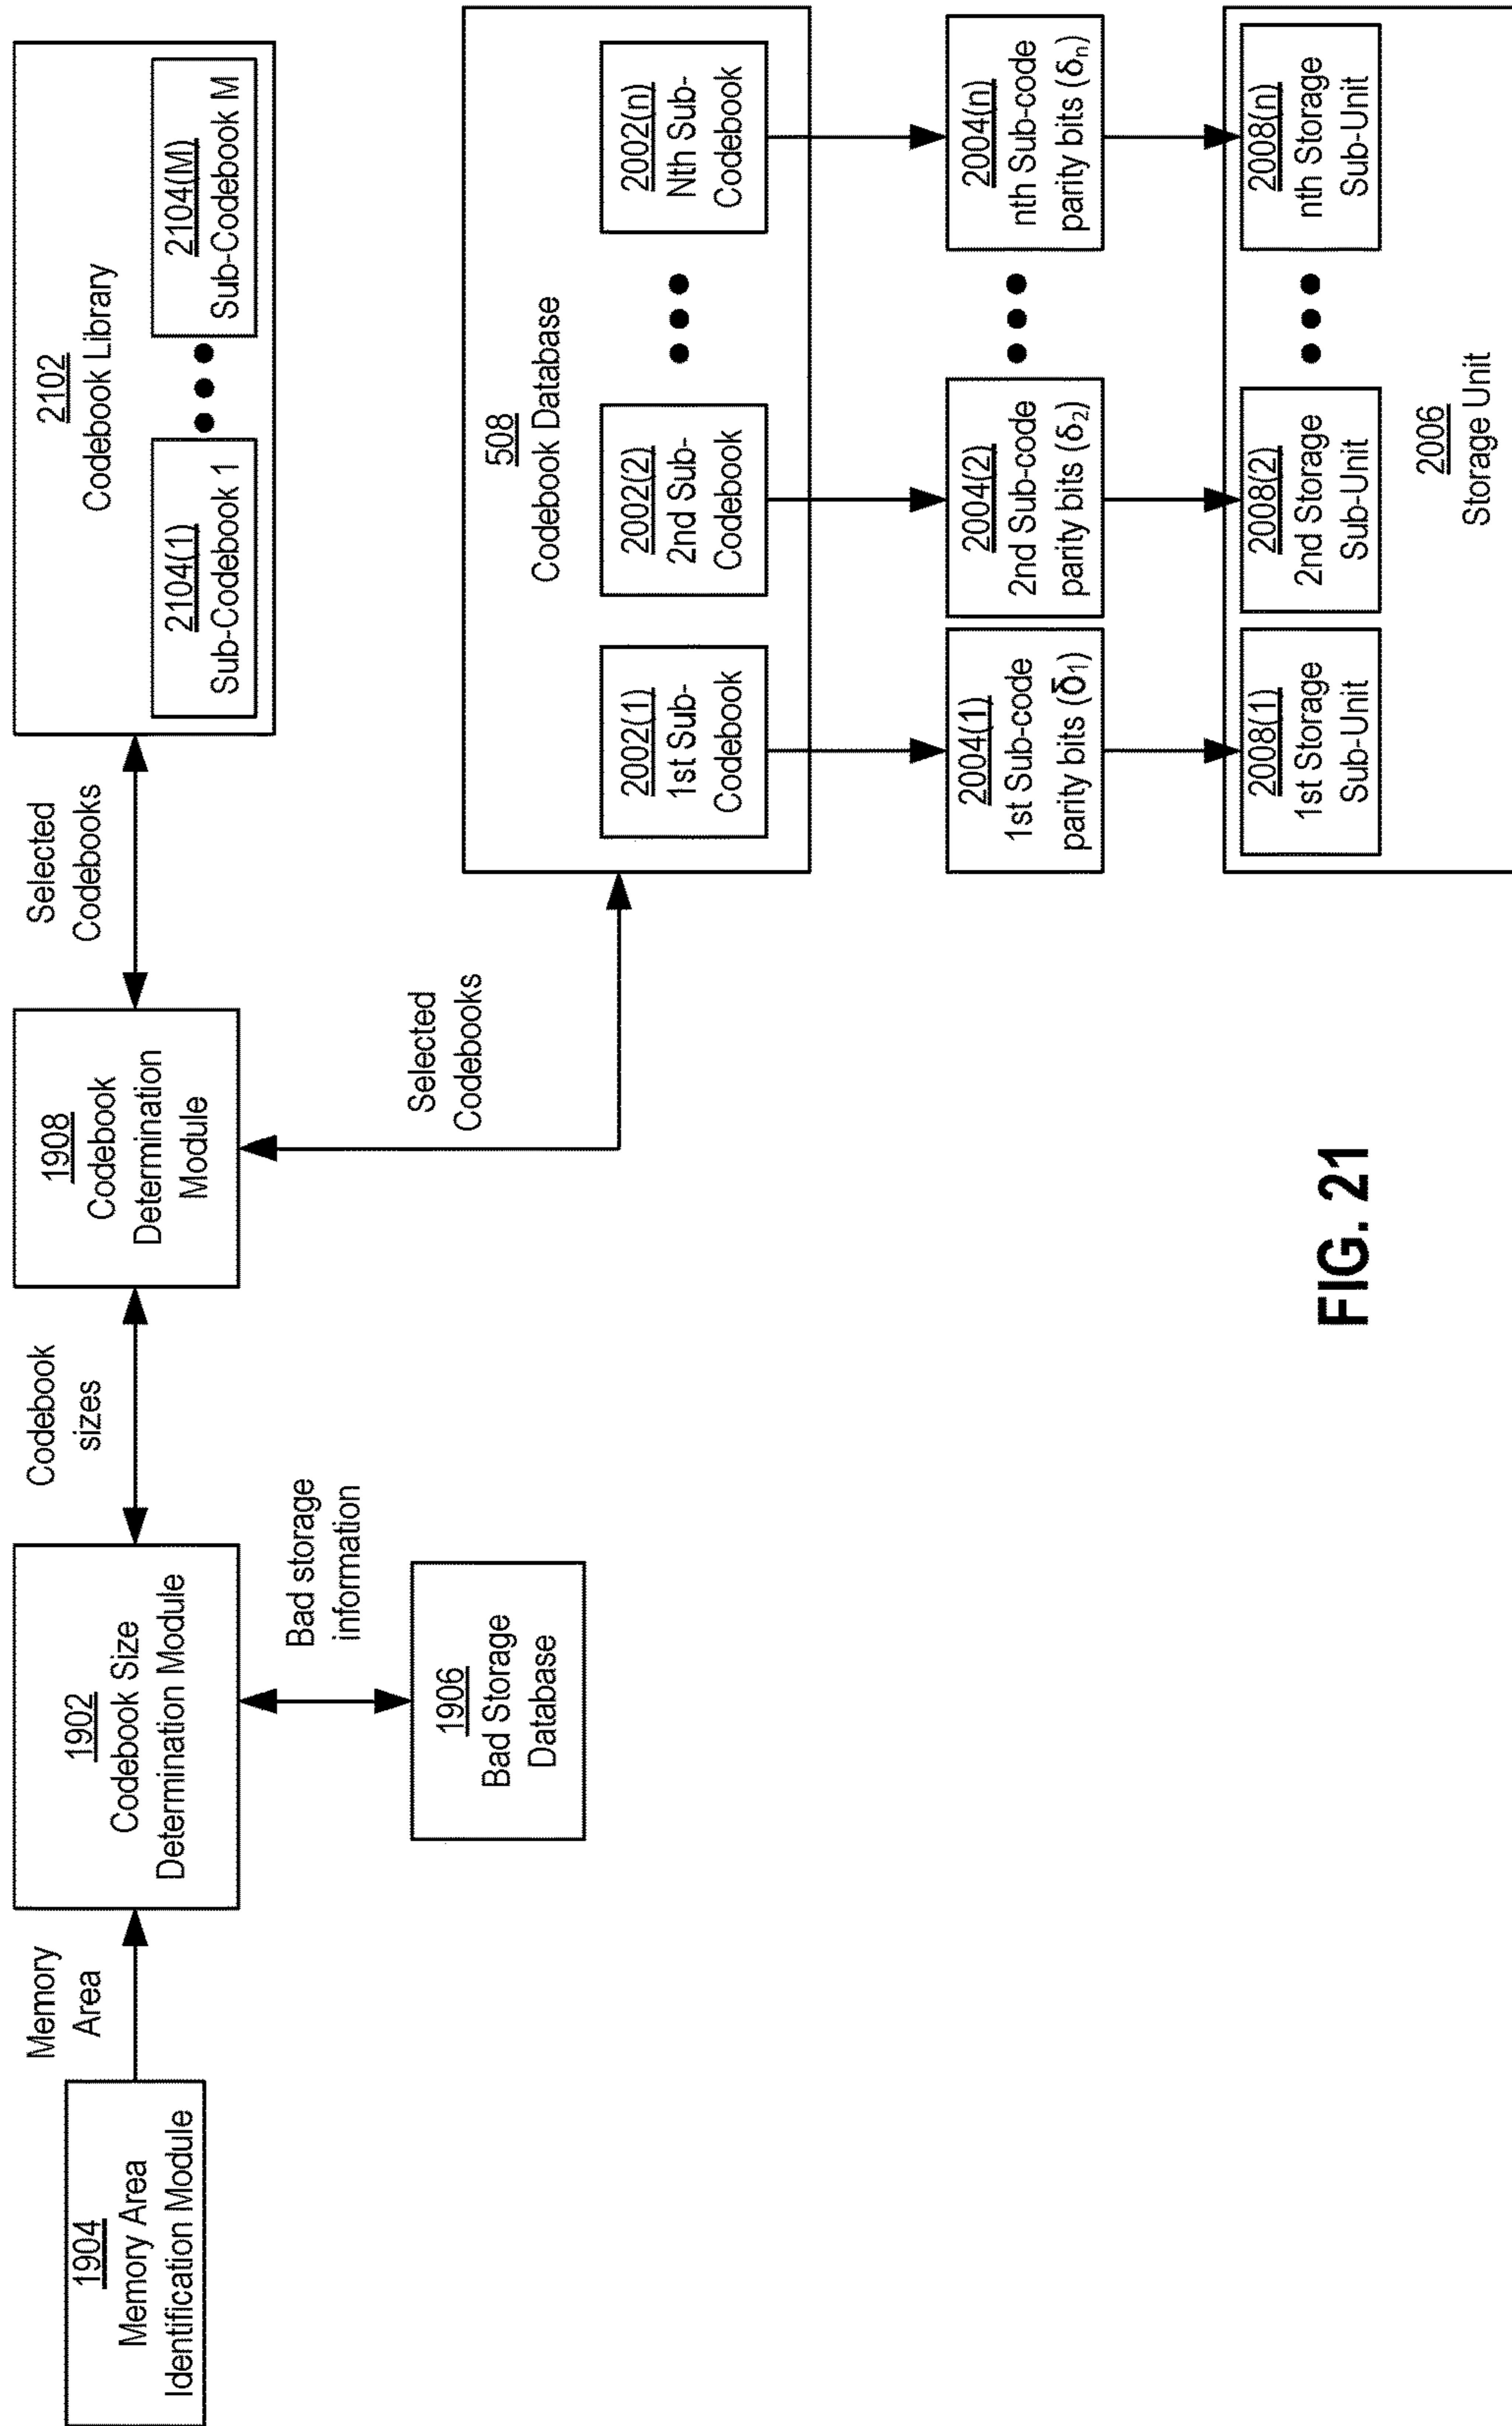 1904
Memory Area
Identification Module
Memory
Area
1902
Codebook Size
Determination Module
Bad storage
information
1906
Bad Storage
Database
Codebook
sizes
1908
Codebook
Determination
Module
Selected
Codebooks
2102
Codebook Library
2104(1)
Sub-Codebook 1
2104(M)
Sub-Codebook M
Selected
Codebooks
508
Codebook Database
2002(1)
1st Sub-
Codebook
2002(2)
2nd Sub-
Codebook
2002(n)
Nth Sub-
Codebook
2004(1)
1st Sub-code
parity bits (δ1)
2004(2)
2nd Sub-code
parity bits (δ2)
2004(n)
nth Sub-code
parity bits (δn)
2008(1)
1st Storage
Sub-Unit
2008(2)
2nd Storage
Sub-Unit
2008(n)
nth Storage
Sub-Unit
2006
Storage Unit
FIG. 21